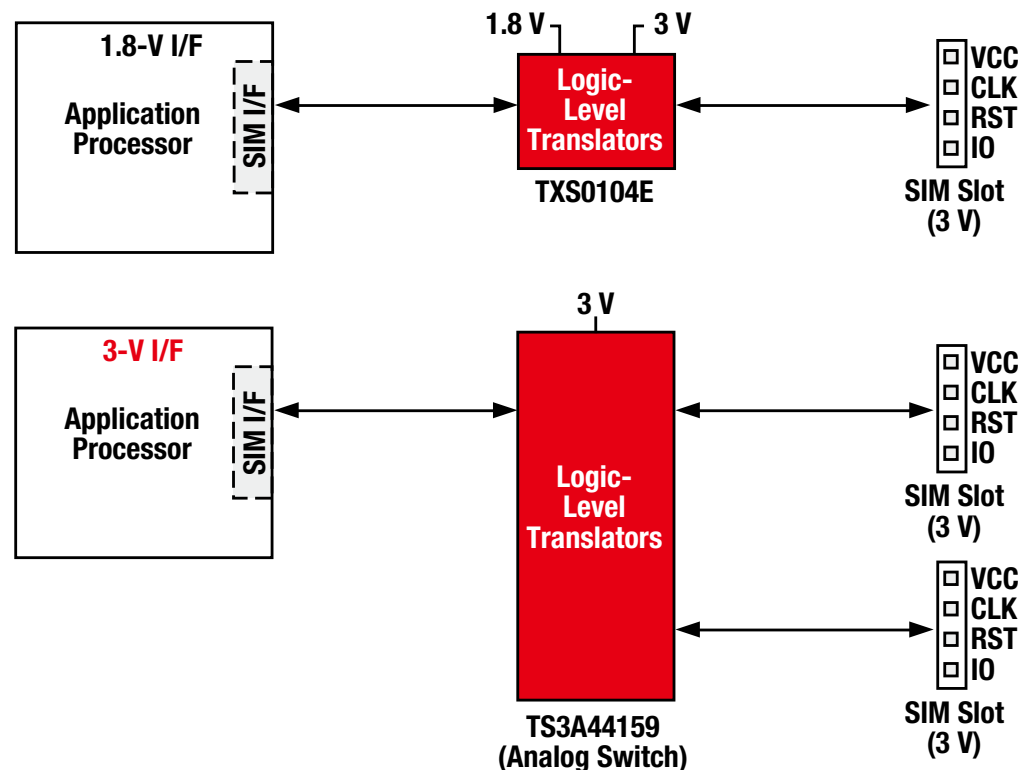 1.8-V I/F
Application
Processor
SIM I/F
1.8 V
3 V
Logic-
Level
Translators
TXS0104E
VCC
CLK
RST
IO
SIM Slot
(3 V)
3-V I/F
Application
Processor
SIM I/F
3 V
Logic-
Level
Translators
TS3A44159
(Analog Switch)
VCC
CLK
RST
IO
SIM Slot
(3 V)
VCC
CLK
RST
IO
SIM Slot
(3 V)